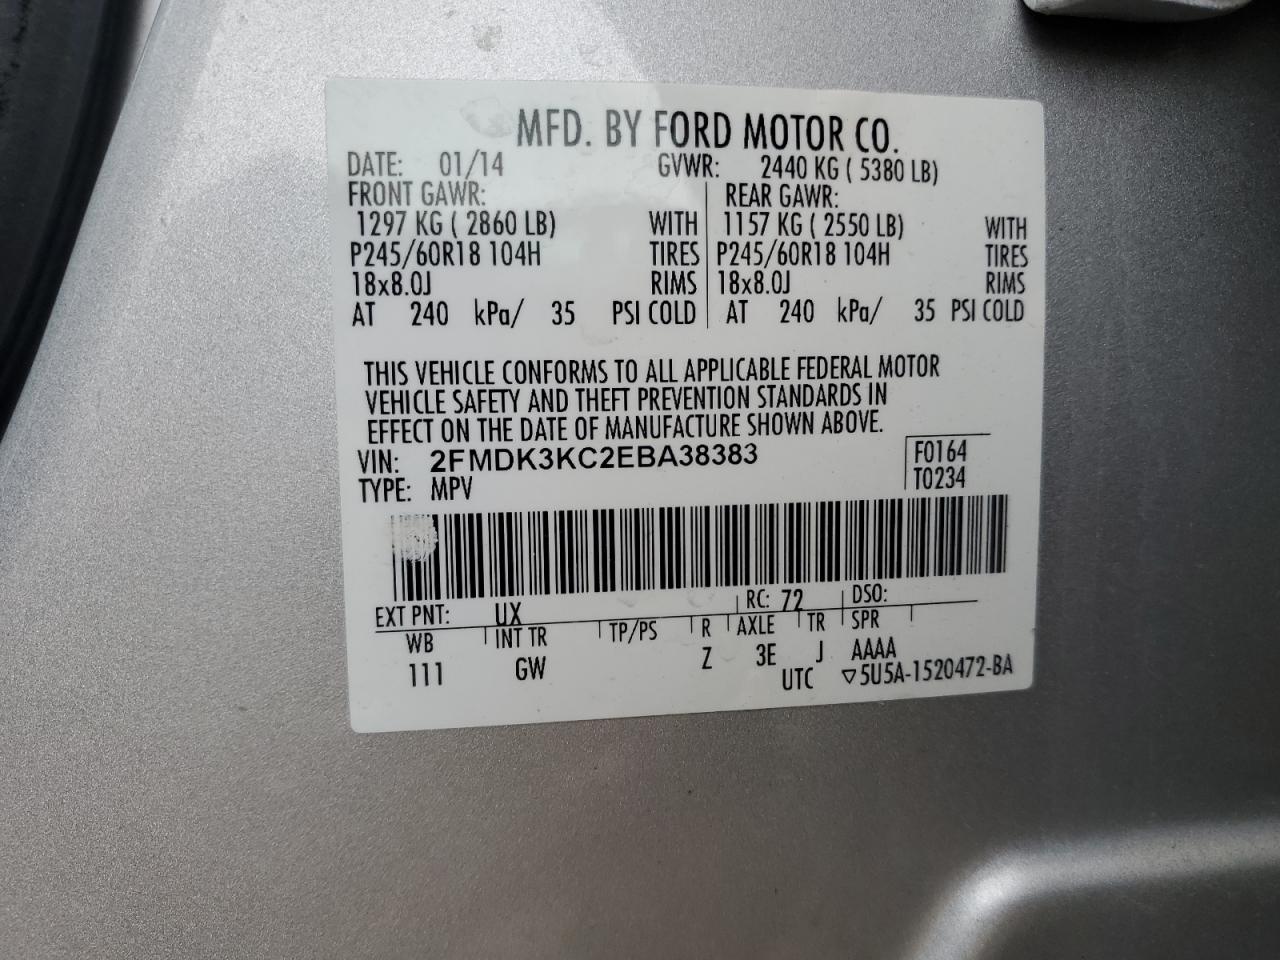 MFD. BY FORD MOTOR CO.
DATE: 01/14 GVWR: 2440 KG ( 5380 LB)
FRONT GAWR: REAR GAWR:
1297 KG ( 2860 LB) WITH 1157 KG ( 2550 LB) WITH
P245/60R18 104H TIRES P245/60R18 104H TIRES
18x8.0J RIMS 18x8.0J RIMS
AT 240 kPa/ 35 PSI COLD AT 240 kPa/ 35 PSI COLD
THIS VEHICLE CONFORMS TO ALL APPLICABLE FEDERAL MOTOR
VEHICLE SAFETY AND THEFT PREVENTION STANDARDS IN
EFFECT ON THE DATE OF MANUFACTURE SHOWN ABOVE.
VIN: 2FMDK3KC2EBA38383 F0164
TYPE: MPV T0234
EXT PNT: UX RC: 72 DSO:
WB INT TR TP/PS R AXLE TR SPR
111 GW Z 3E J AAAA
UTC ▽5U5A-1520472-BA